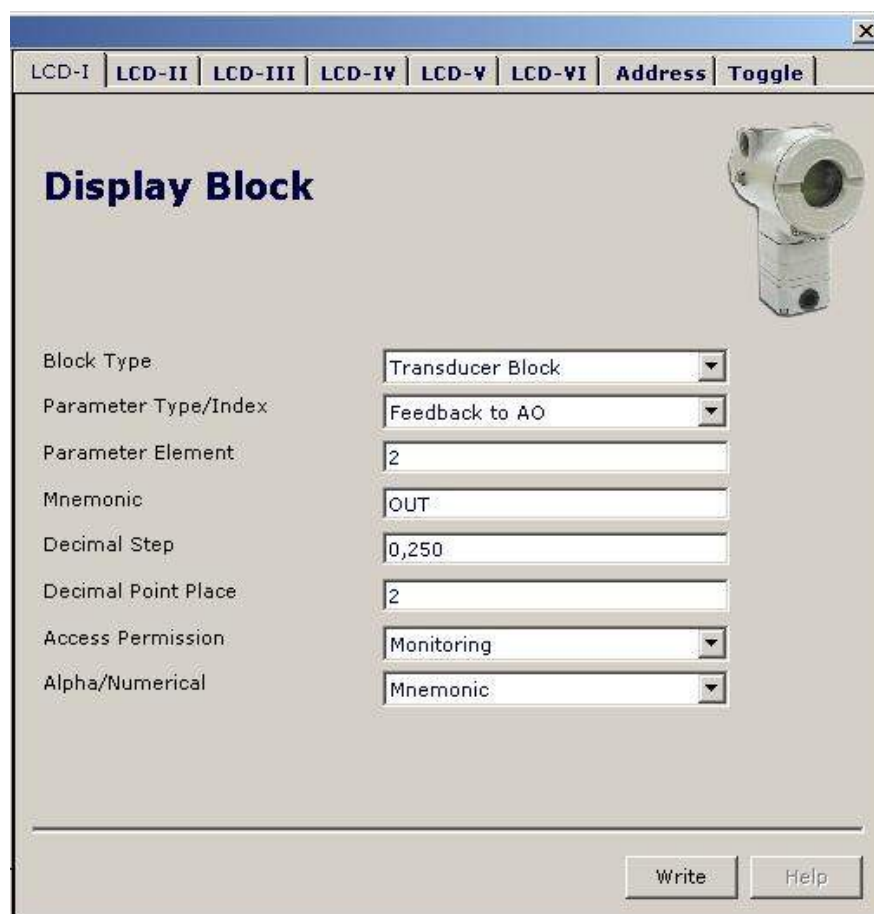 LCD-I LCD-II LCD-III LCD-IV LCD-V LCD-VI Address Toggle
Display Block
Block Type Transducer Block
Parameter Type/Index Feedback to AO
Parameter Element 2
Mnemonic OUT
Decimal Step 0,250
Decimal Point Place 2
Access Permission Monitoring
Alpha/Numerical Mnemonic
Write Help